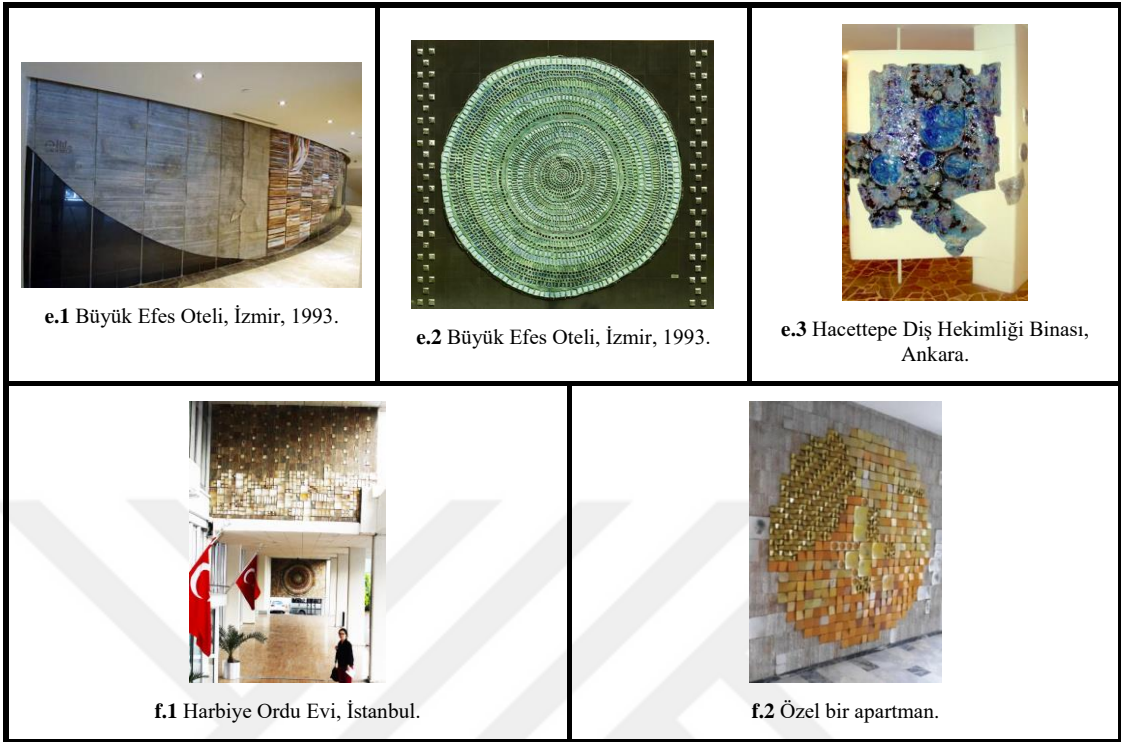 e.1 Büyük Efes Oteli, İzmir, 1993.
e.2 Büyük Efes Oteli, İzmir, 1993.
e.3 Hacettepe Diş Hekimliği Binası,
Ankara.
f.1 Harbiye Ordu Evi, İstanbul.
f.2 Özel bir apartman.